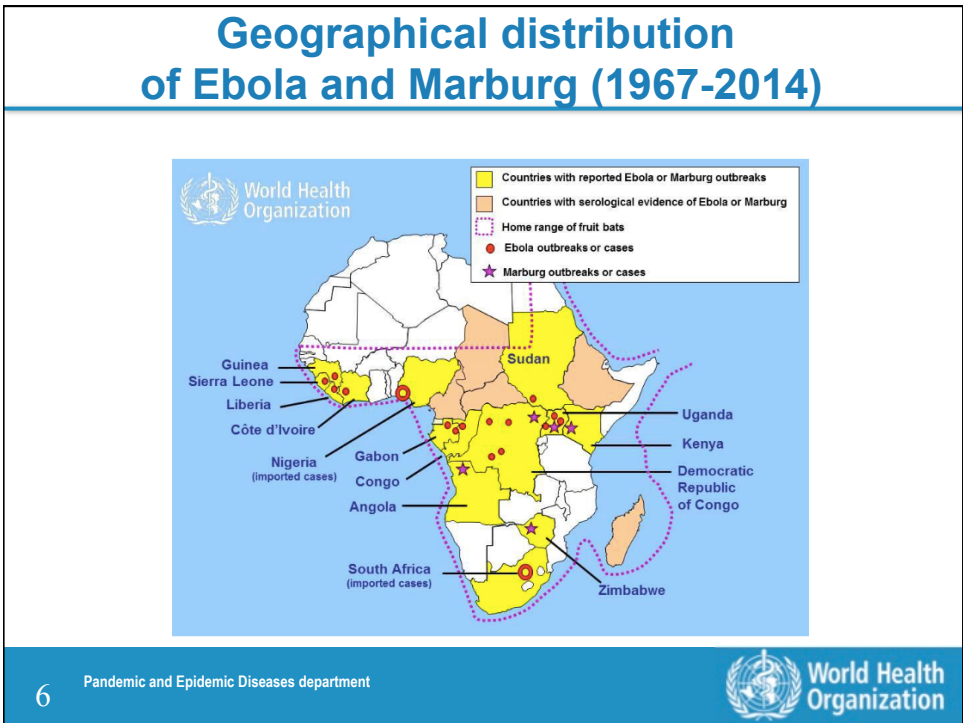 Geographical distribution
of Ebola and Marburg (1967-2014)
World Health
Organization
Countries with reported Ebola or Marburg outbreaks
Countries with serological evidence of Ebola or Marburg
Home range of fruit bats
Ebola outbreaks or cases
Marburg outbreaks or cases
Sudan
Guinea
Sierra Leone
Liberia
Côte d'Ivoire
Nigeria
(imported cases)
Gabon
Congo
Angola
South Africa
(imported cases)
Uganda
Kenya
Democratic
Republic
of Congo
Zimbabwe
6
Pandemic and Epidemic Diseases department
World Health
Organization